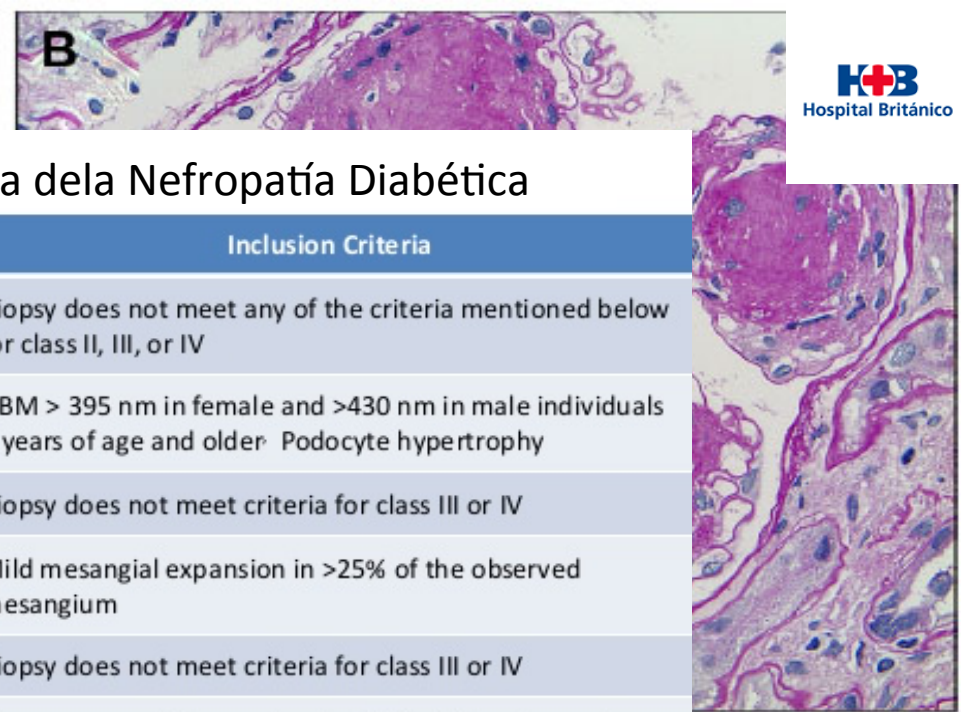 B
H+B
Hospital Británico
a dela Nefropatía Diabética
Inclusion Criteria
iopsy does not meet any of the criteria mentioned below
or class II, III, or IV
BM > 395 nm in female and >430 nm in male individuals
years of age and older· Podocyte hypertrophy
iopsy does not meet criteria for class III or IV
ild mesangial expansion in >25% of the observed
esangium
iopsy does not meet criteria for class III or IV